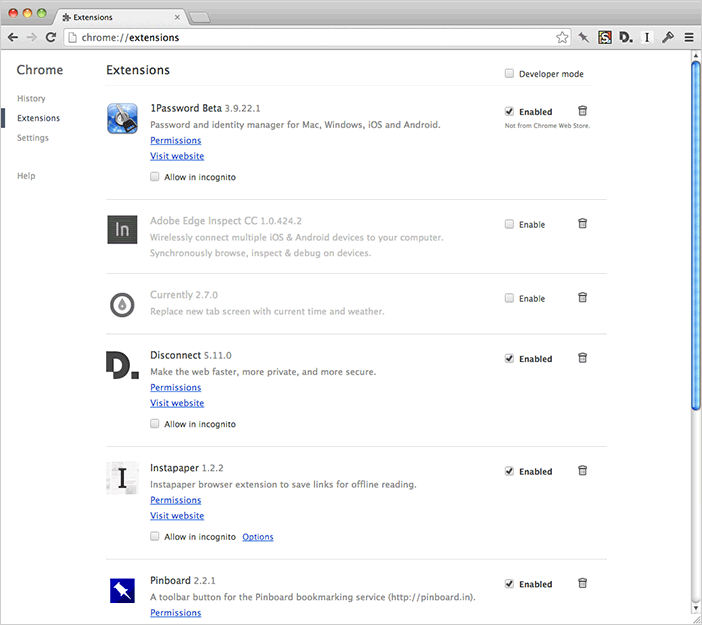 Extensions
chrome://extensions
Chrome
History
Extensions
Settings
Help
Extensions
Developer mode
1Password Beta 3.9.22.1
Password and identity manager for Mac, Windows, iOS and Android.
Permissions
Visit website
Allow in incognito
Enabled
Not from Chrome Web Store.
In
Adobe Edge Inspect CC 1.0.424.2
Wirelessly connect multiple iOS & Android devices to your computer.
Synchronously browse, inspect & debug on devices.
Enable
Currently 2.7.0
Replace new tab screen with current time and weather.
Enable
D.
Disconnect 5.11.0
Make the web faster, more private, and more secure.
Permissions
Visit website
Allow in incognito
Enabled
I
Instapaper 1.2.2
Instapaper browser extension to save links for offline reading.
Permissions
Visit website
Allow in incognito Options
Enabled
Pinboard 2.2.1
A toolbar button for the Pinboard bookmarking service (http://pinboard.in).
Permissions
Enabled